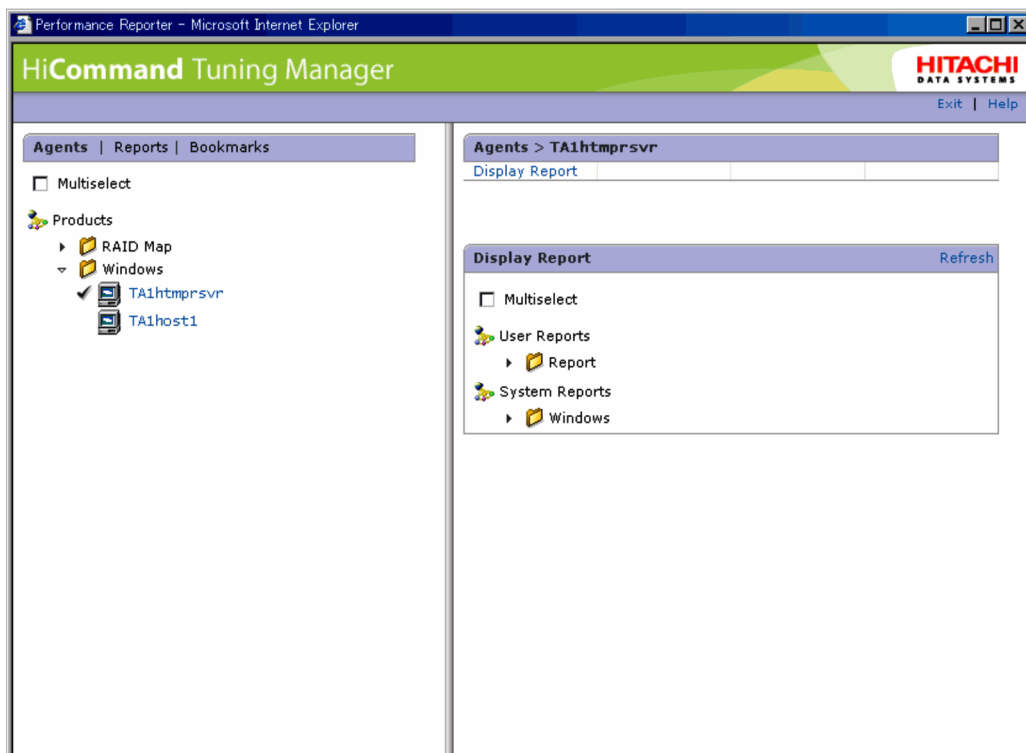 Performance Reporter - Microsoft Internet Explorer
HiCommand Tuning Manager
HITACHI
DATA SYSTEMS
Exit | Help
Agents | Reports | Bookmarks
Multiselect
Products
RAID Map
Windows
TA1htmprsvr
TA1host1
Agents > TA1htmprsvr
Display Report
Display Report
Refresh
Multiselect
User Reports
Report
System Reports
Windows